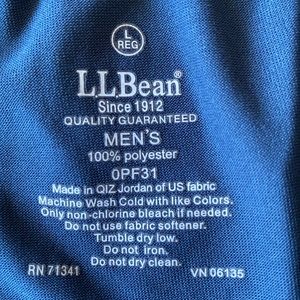 L
REG
L.L.Bean®
Since 1912
QUALITY GUARANTEED
MEN'S
100% polyester
0PF31
Made in QIZ Jordan of US fabric
Machine Wash Cold with like Colors.
Only non-chlorine bleach if needed.
Do not use fabric softener.
Tumble dry low.
Do not iron.
Do not dry clean.
RN 71341 VN 06135